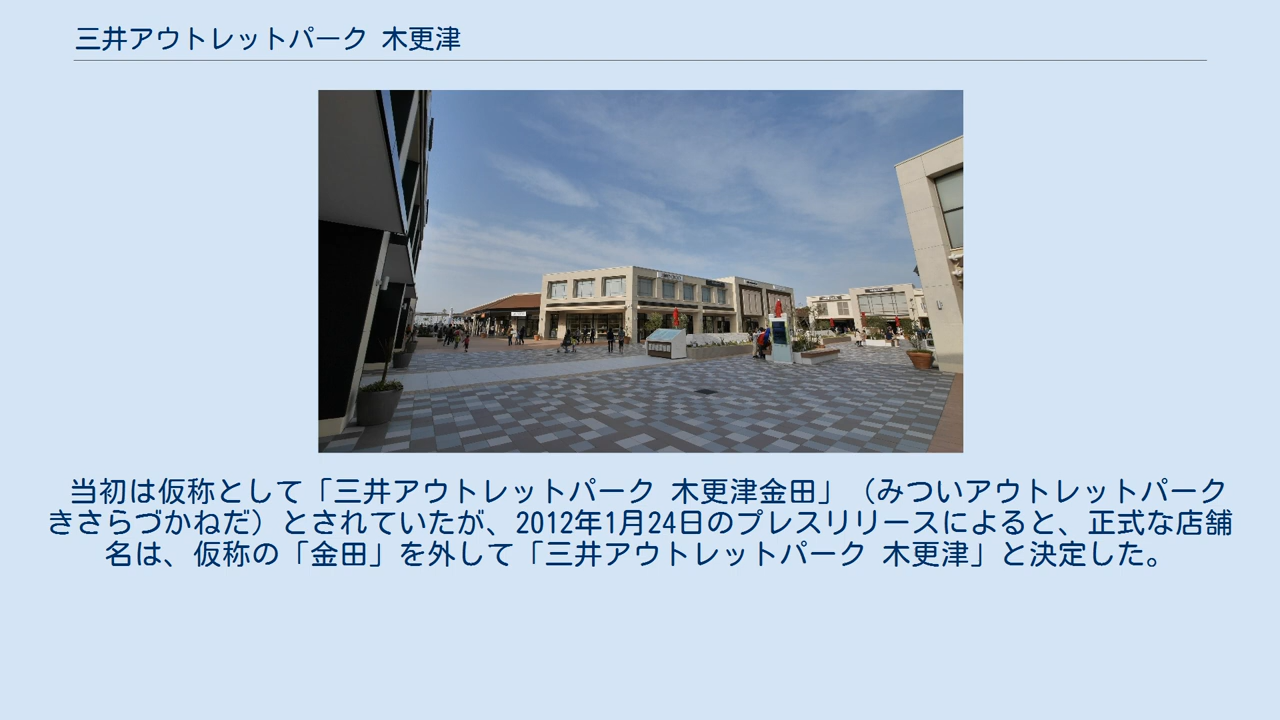 三井アウトレットパーク 木更津
当初は仮称として「三井アウトレットパーク 木更津金田」（みついアウトレットパーク
きさらづかねだ）とされていたが、2012年1月24日のプレスリリースによると、正式な店舗
名は、仮称の「金田」を外して「三井アウトレットパーク 木更津」と決定した。